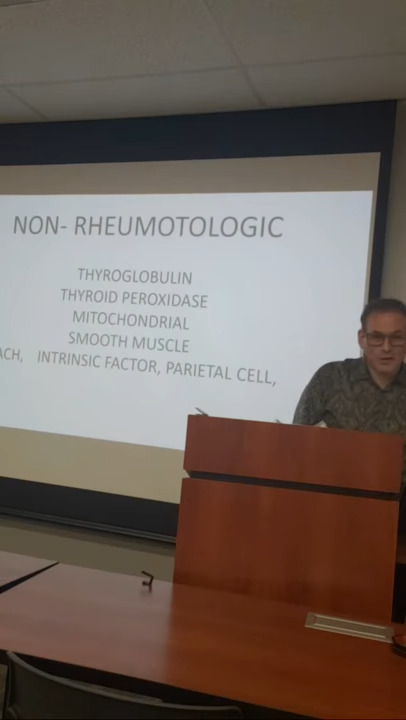 NON- RHEUMOTOLOGIC
THYROGLOBULIN
THYROID PEROXIDASE
MITOCHONDRIAL
SMOOTH MUSCLE
ACH, INTRINSIC FACTOR, PARIETAL CELL,